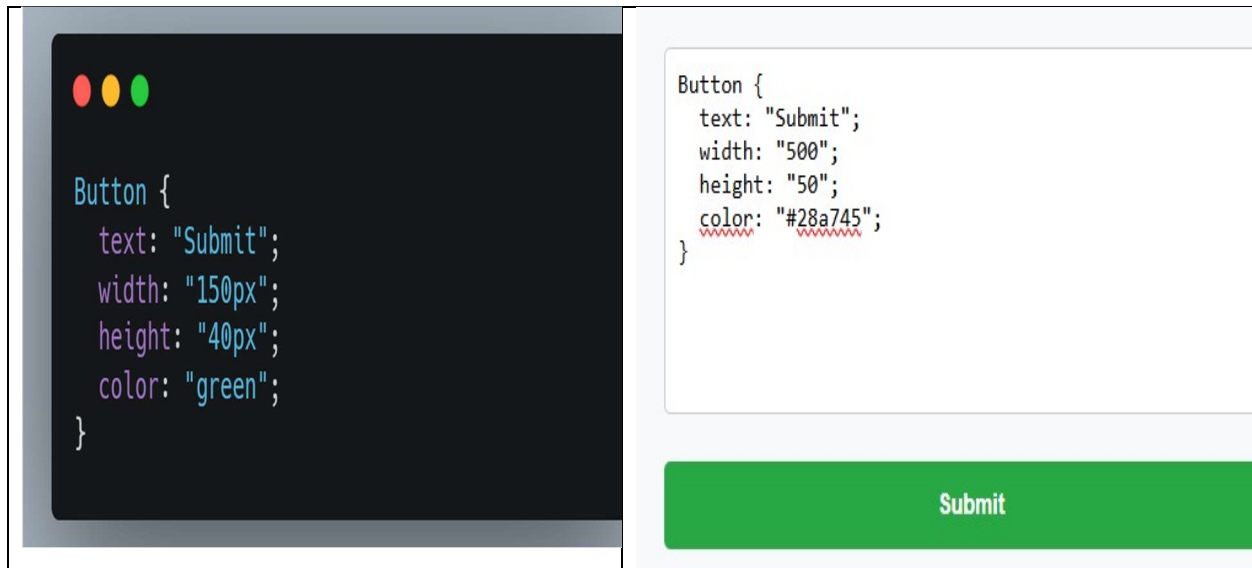 Button {
text: "Submit";
width: "150px";
height: "40px";
color: "green";
}
Button {
text: "Submit";
width: "500";
height: "50";
color: "#28a745";
}
Submit